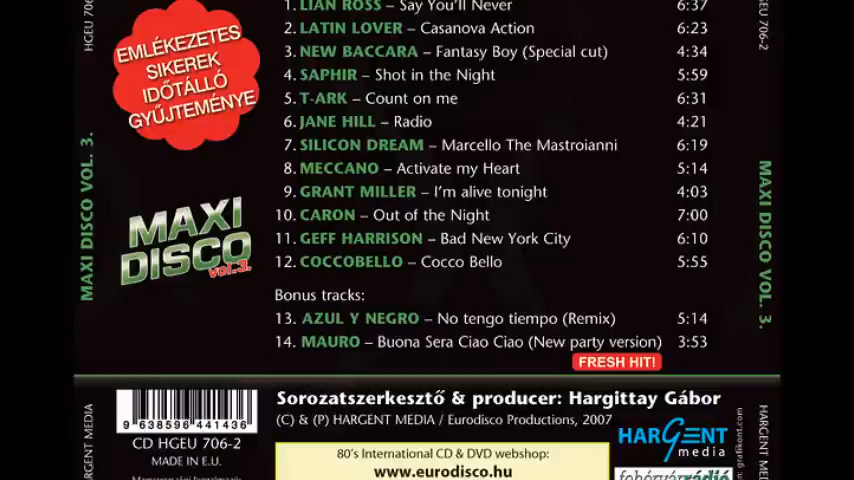 HGEU 706
EMLÉKEZETES
SIKEREK
IDŐTÁLLÓ
GYŰJTEMÉNYE
MAXI DISCO VOL. 3.
MAXI
DISCO
vol.3.
1. LIAN ROSS – Say You'll Never 6:37
2. LATIN LOVER – Casanova Action 6:23
3. NEW BACCARA – Fantasy Boy (Special cut) 4:34
4. SAPHIR – Shot in the Night 5:59
5. T-ARK – Count on me 6:31
6. JANE HILL – Radio 4:21
7. SILICON DREAM – Marcello The Mastroianni 6:19
8. MECCANO – Activate my Heart 5:14
9. GRANT MILLER – I'm alive tonight 4:03
10. CARON – Out of the Night 7:00
11. GEFF HARRISON – Bad New York City 6:10
12. COCCOBELLO – Cocco Bello 5:55
Bonus tracks:
13. AZUL Y NEGRO – No tengo tiempo (Remix) 5:14
14. MAURO – Buona Sera Ciao Ciao (New party version) 3:53
FRESH HIT!
EU 706-2
MAXI DISCO VOL. 3.
ARGENT MEDIA
9 638596 441436
CD HGEU 706-2
MADE IN E.U.
Sorozatszerkesztő & producer: Hargittay Gábor
(C) & (P) HARGENT MEDIA / Eurodisco Productions, 2007
80's International CD & DVD webshop:
www.eurodisco.hu
HARGENT
media
fehérvárrádió
grafikont.com
HARGENT MED